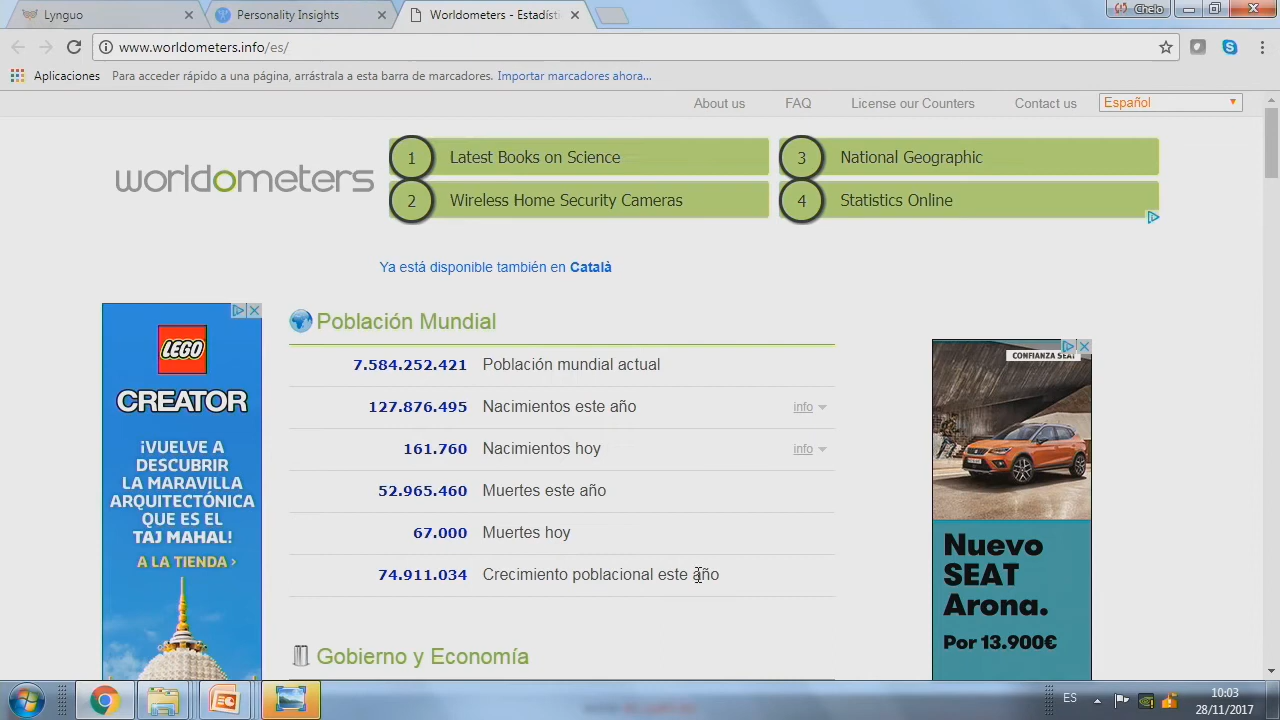 Lynguo
Personality Insights
Worldometers - Estadíst
Chelo
www.worldometers.info/es/
Aplicaciones
Para acceder rápido a una página, arrástrala a esta barra de marcadores. Importar marcadores ahora...
About us
FAQ
License our Counters
Contact us
Español
worldometers
1 Latest Books on Science
3 National Geographic
2 Wireless Home Security Cameras
4 Statistics Online
Ya está disponible también en Català
LEGO
CREATOR
¡VUELVE A
DESCUBRIR
LA MARAVILLA
ARQUITECTÓNICA
QUE ES EL
TAJ MAHAL!
A LA TIENDA ›
Población Mundial
7.584.252.421 Población mundial actual
127.876.495 Nacimientos este año info
161.760 Nacimientos hoy info
52.965.460 Muertes este año
67.000 Muertes hoy
74.911.034 Crecimiento poblacional este año
Gobierno y Economía
CONFIANZA SEAT
Nuevo
SEAT
Arona.
Por 13.900€
ES
10:03
28/11/2017